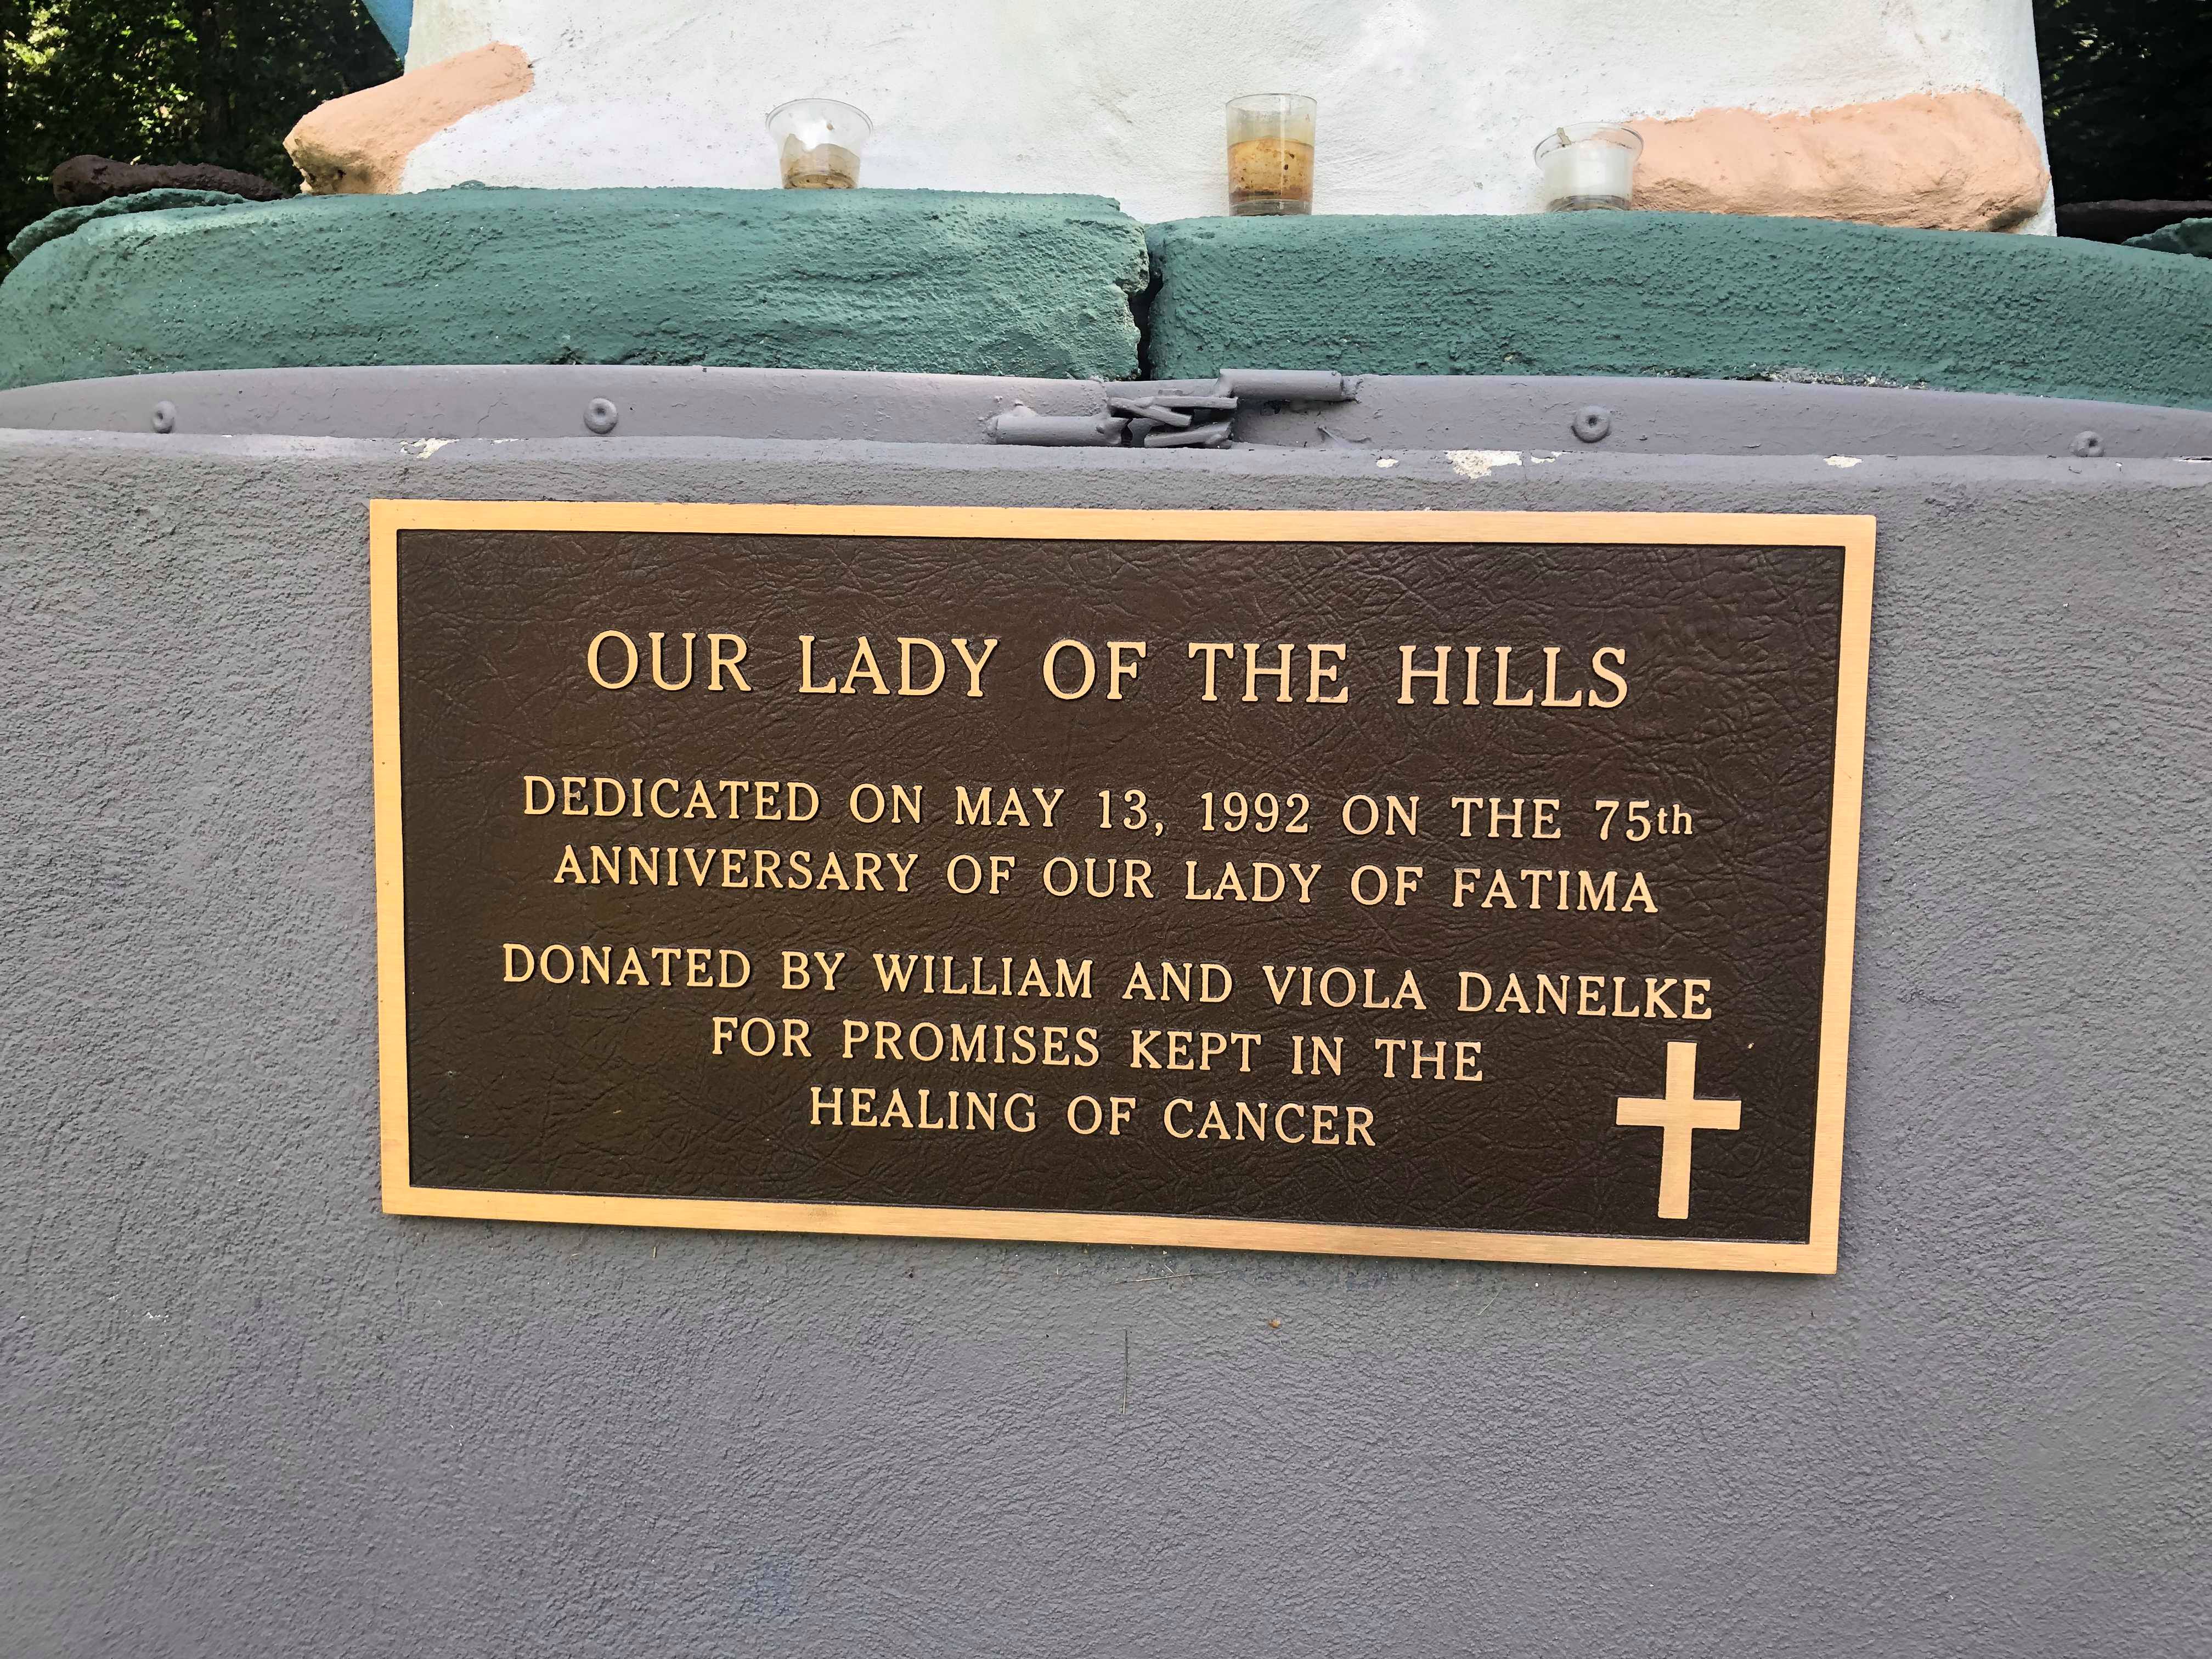 OUR LADY OF THE HILLS
DEDICATED ON MAY 13, 1992 ON THE 75th
ANNIVERSARY OF OUR LADY OF FATIMA
DONATED BY WILLIAM AND VIOLA DANELKE
FOR PROMISES KEPT IN THE
HEALING OF CANCER